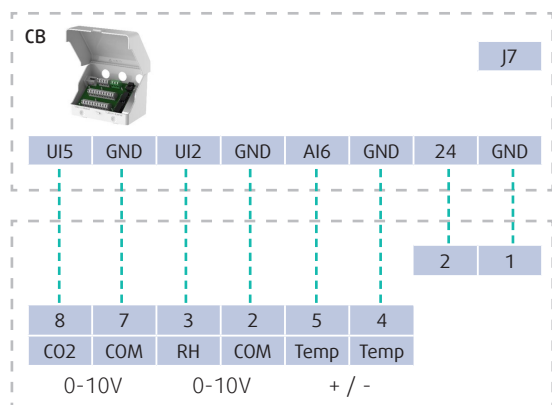 CB
J7
UI5 GND UI2 GND AI6 GND 24 GND
2 1
8 7 3 2 5 4
CO2 COM RH COM Temp Temp
0-10V 0-10V + / -